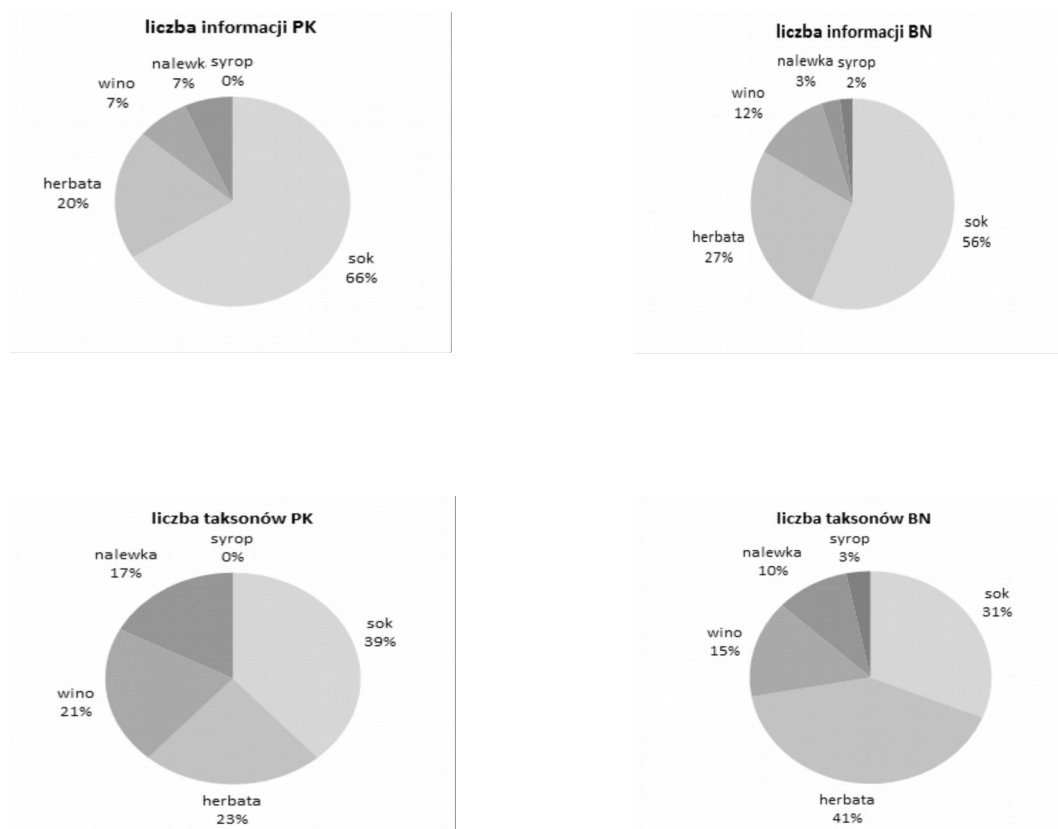 liczba informacji PK
nalewk syrop
7% 0%
wino
7%
herbata
20%
sok
66%
liczba informacji BN
nalewka syrop
3% 2%
wino
12%
herbata
27%
sok
56%
liczba taksonów PK
syrop
0%
nalewka
17%
sok
39%
wino
21%
herbata
23%
liczba taksonów BN
syrop
3%
nalewka
10%
sok
31%
wino
15%
herbata
41%